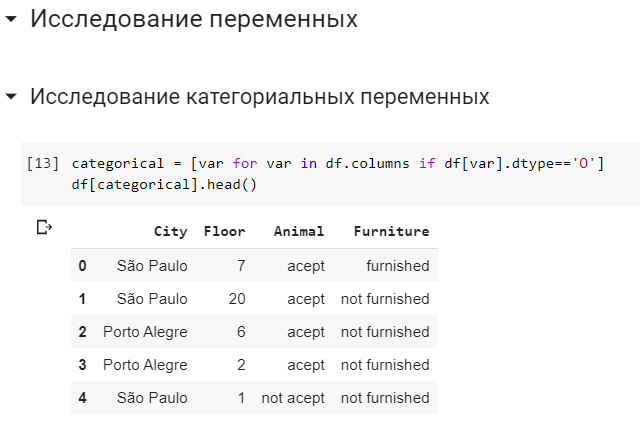 Исследование переменных
Исследование категориальных переменных
[13] categorical = [var for var in df.columns if df[var].dtype=='O']
df[categorical].head()
City Floor Animal Furniture
0 São Paulo 7 acept furnished
1 São Paulo 20 acept not furnished
2 Porto Alegre 6 acept not furnished
3 Porto Alegre 2 acept not furnished
4 São Paulo 1 not acept not furnished